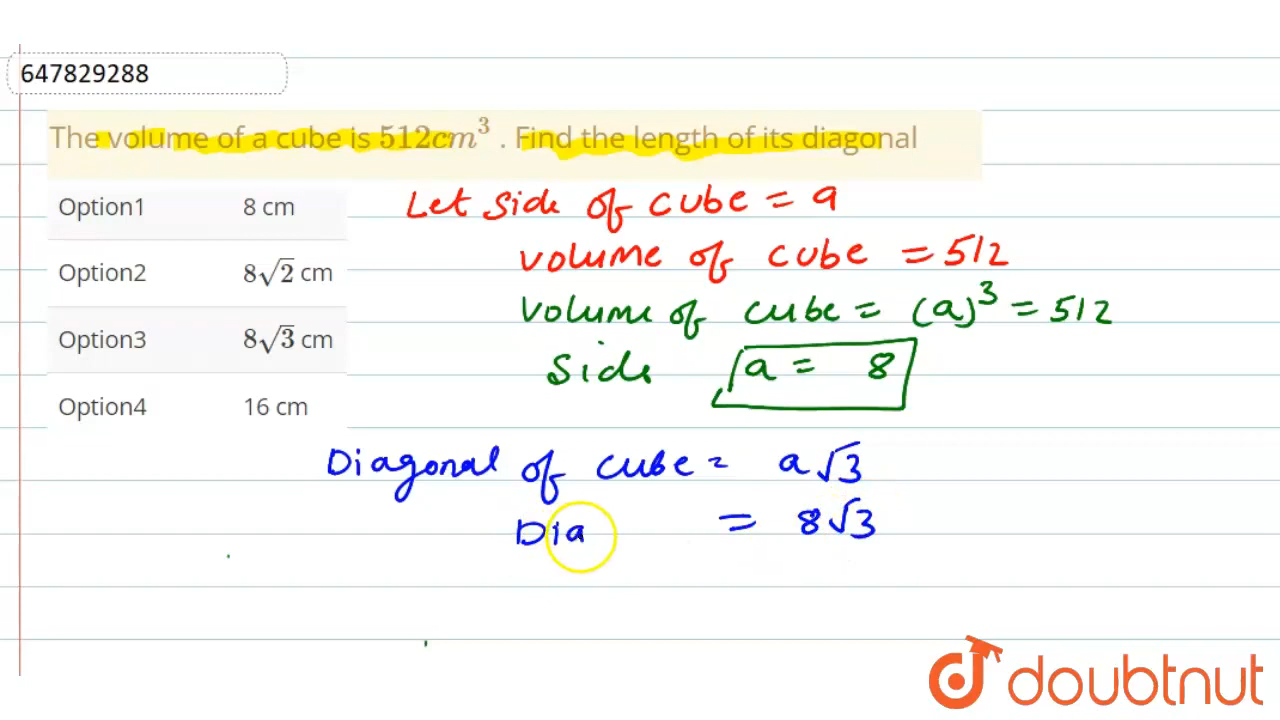 647829288
The volume of a cube is 512cm³ . Find the length of its diagonal
Option1 8 cm
Option2 8√2 cm
Option3 8√3 cm
Option4 16 cm
Let side of cube = a
volume of cube = 512
volume of cube = (a)³ = 512
side a = 8
Diagonal of cube = a√3
Dia = 8√3
doubtnut